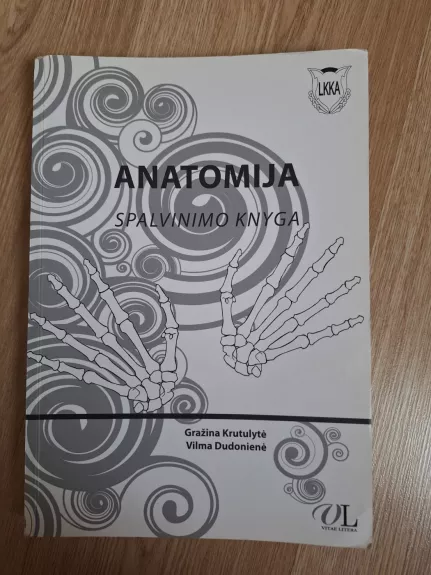 LKKA
ANATOMIJA
SPALVINIMO KNYGA
Gražina Krutulytė
Vilma Dudonienė
VL
VITAE LITERA